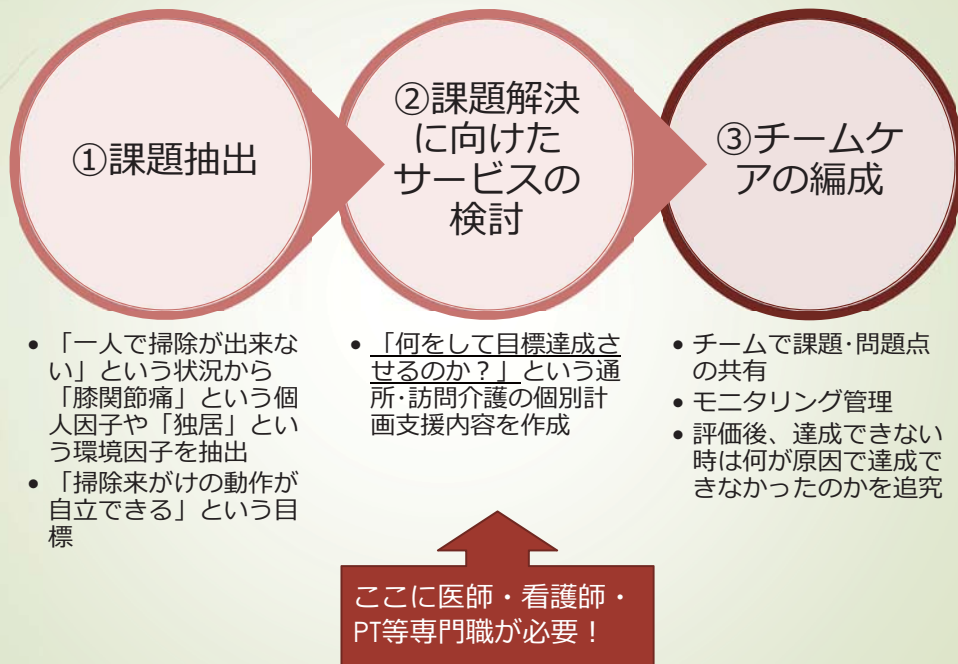 ①課題抽出
②課題解決
に向けた
サービスの
検討
③チームケ
アの編成
• 「一人で掃除が出来な
い」という状況から
「膝関節痛」という個
人因子や「独居」とい
う環境因子を抽出
• 「掃除来がけの動作が
自立できる」という目
標
• 「何をして目標達成さ
せるのか？」という通
所･訪問介護の個別計
画支援内容を作成
• チームで課題･問題点
の共有
• モニタリング管理
• 評価後、達成できない
時は何が原因で達成で
きなかったのかを追究
ここに医師・看護師・
PT等専門職が必要！